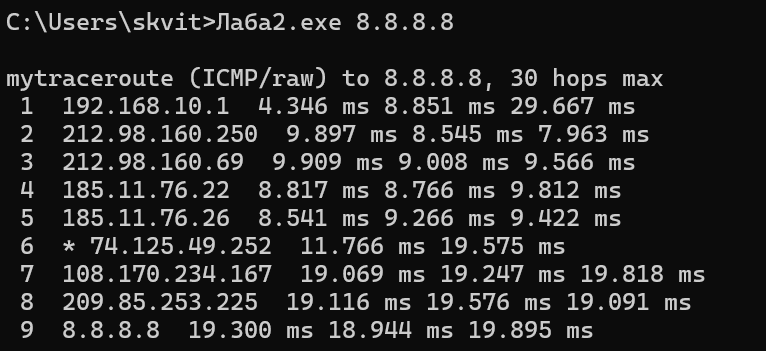 C:\Users\skvit>Лаба2.exe 8.8.8.8
mytraceroute (ICMP/raw) to 8.8.8.8, 30 hops max
1 192.168.10.1 4.346 ms 8.851 ms 29.667 ms
2 212.98.160.250 9.897 ms 8.545 ms 7.963 ms
3 212.98.160.69 9.909 ms 9.008 ms 9.566 ms
4 185.11.76.22 8.817 ms 8.766 ms 9.812 ms
5 185.11.76.26 8.541 ms 9.266 ms 9.422 ms
6 * 74.125.49.252 11.766 ms 19.575 ms
7 108.170.234.167 19.069 ms 19.247 ms 19.818 ms
8 209.85.253.225 19.116 ms 19.576 ms 19.091 ms
9 8.8.8.8 19.300 ms 18.944 ms 19.895 ms